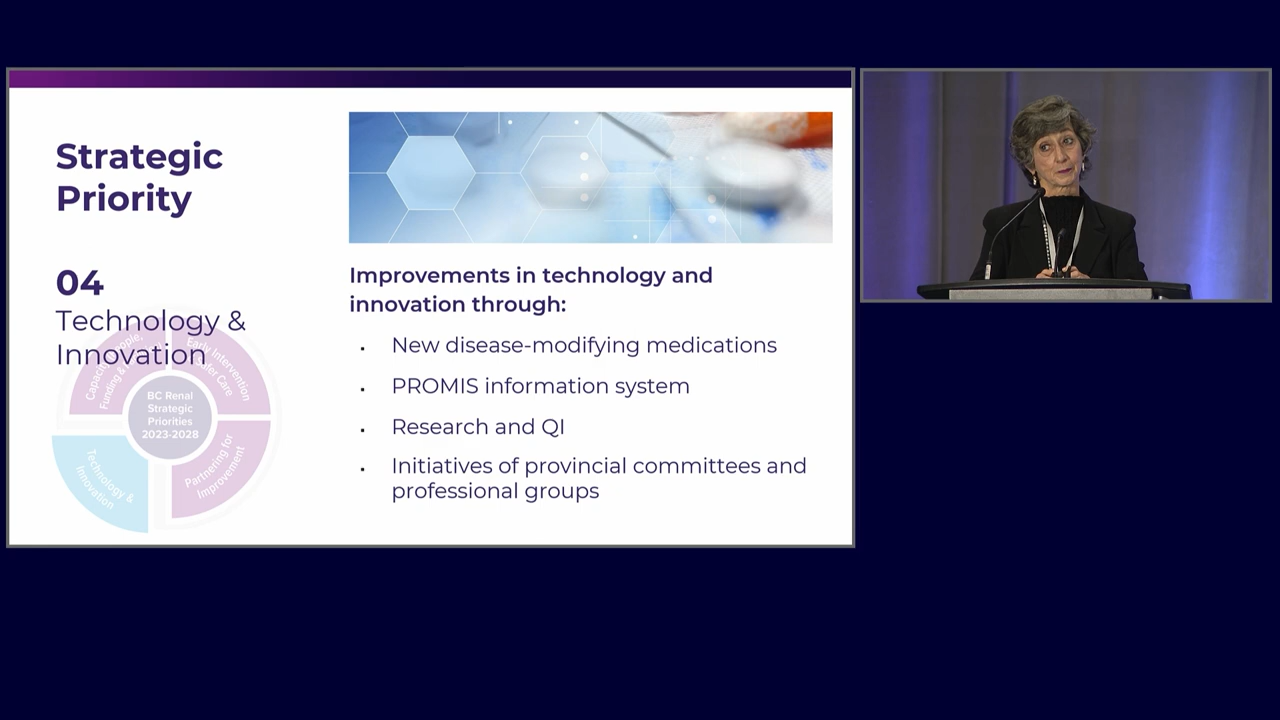 Strategic
Priority
04
Technology &
Innovation
Improvements in technology and
innovation through:
New disease-modifying medications
PROMIS information system
Research and QI
Initiatives of provincial committees and
professional groups
Early Intervention
Care
Funding &
BC Renal
Strategic
Priorities
2023-2028
Technology &
Innovation
Partnering for
Improvement